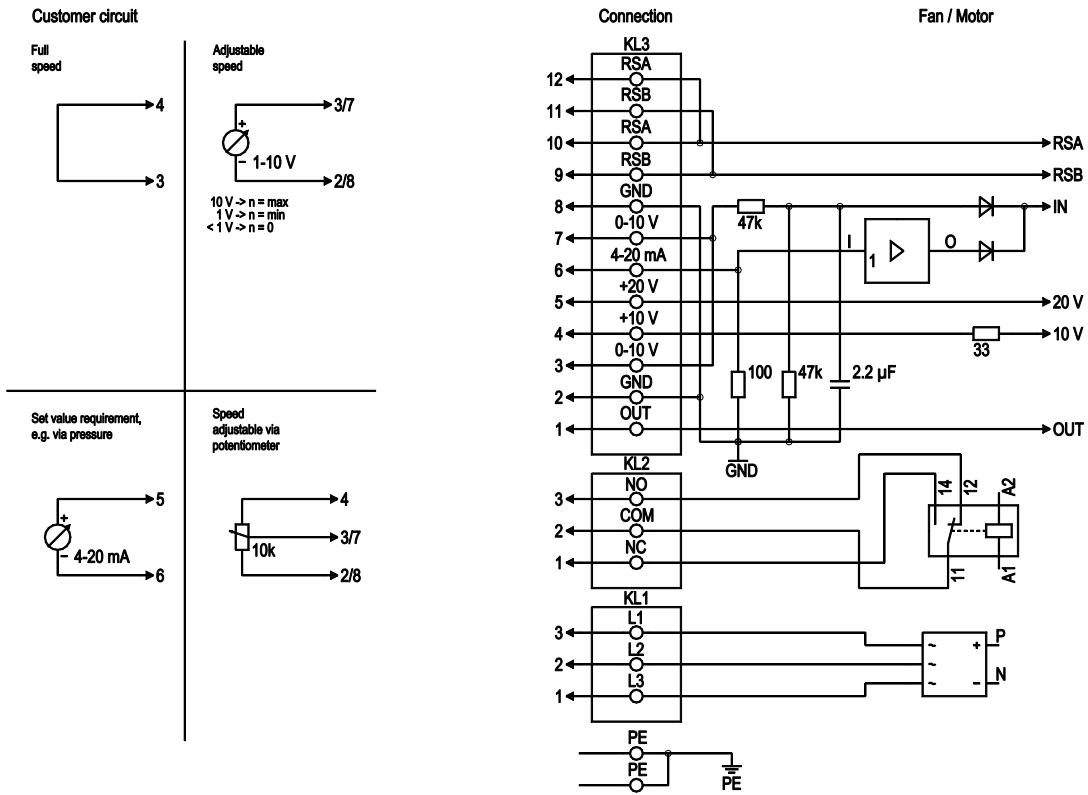 Customer circuit
Full
speed
4
3
Adjustable
speed
3/7
+
1-10 V
−
2/8
10 V -> n = max
1 V -> n = min
< 1 V -> n = 0
Set value requirement,
e.g. via pressure
5
+
4-20 mA
−
6
Speed
adjustable via
potentiometer
4
3/7
10k
2/8
Connection
Fan / Motor
KL3
RSA
12
RSB
11
RSA
10
RSA
RSB
9
RSB
GND
8
IN
47k
0-10 V
7
I
1
O
4-20 mA
6
+20 V
5
20 V
+10 V
4
10 V
33
0-10 V
3
100
47k
2.2 µF
GND
2
OUT
1
OUT
GND
KL2
NO
3
COM
2
NC
1
14
12
A2
11
A1
KL1
L1
3
L2
2
L3
1
~
~
~
+
−
P
N
PE
PE
PE